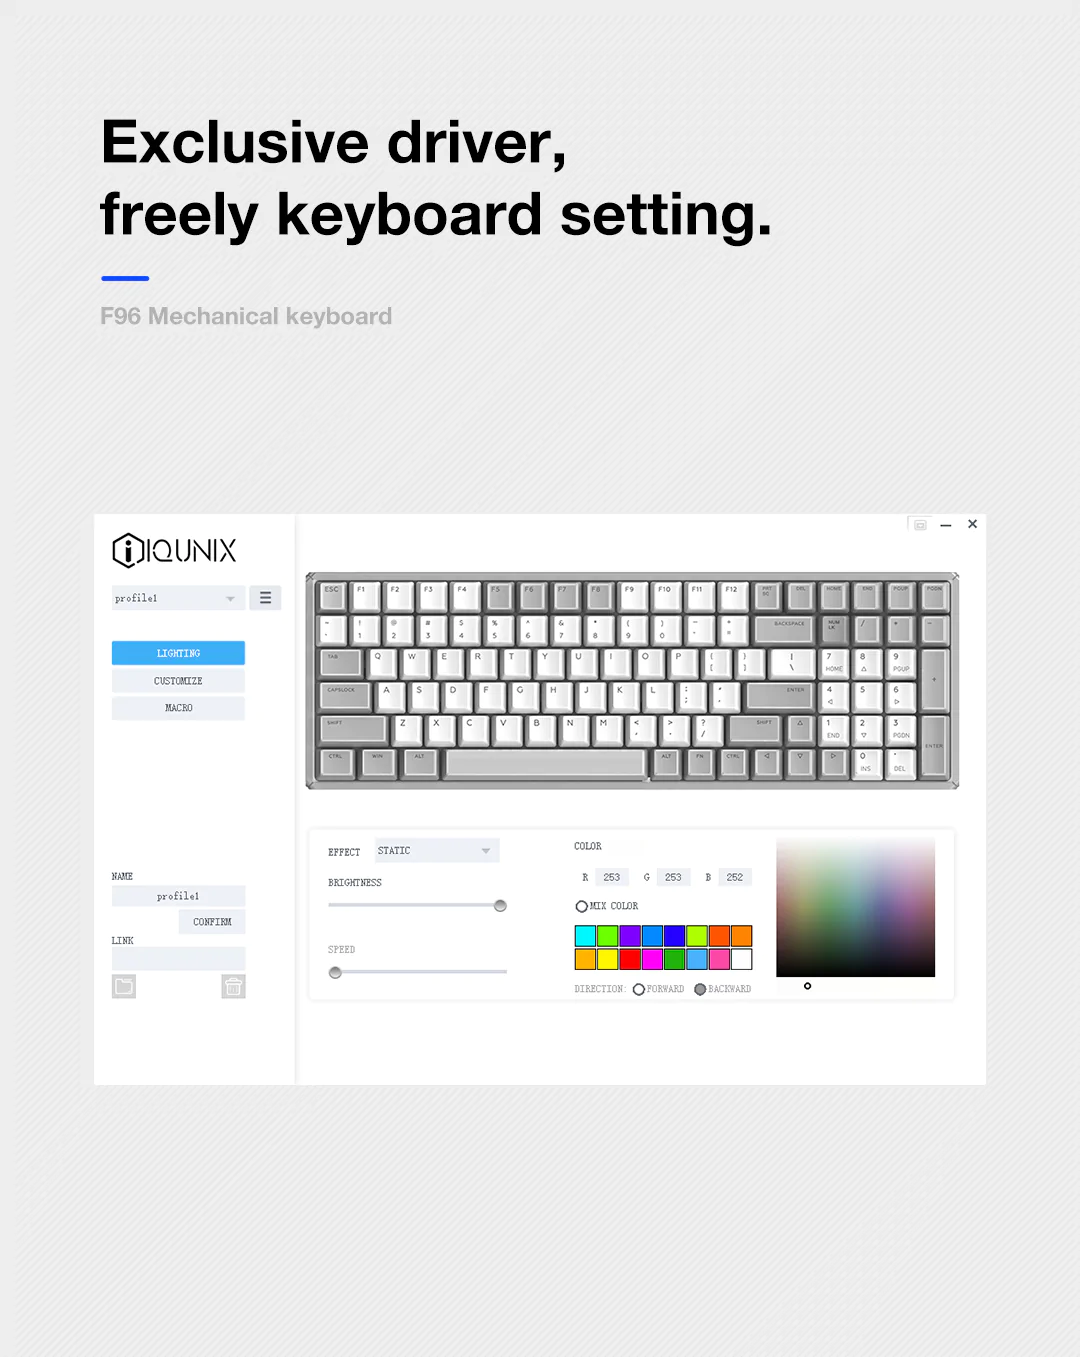 Exclusive driver,
freely keyboard setting.
F96 Mechanical keyboard
IQUNIX
profile1
LIGHTING
CUSTOMIZE
MACRO
NAME
profile1
CONFIRM
LINK
ESC F1 F2 F3 F4 F5 F6 F7 F8 F9 F10 F11 F12 PRT SC DEL HOME END PGUP PGDN
~ ` ! 1 @ 2 # 3 $ 4 % 5 ^ 6 & 7 * 8 ( 9 ) 0 _ - + = BACKSPACE NUM LK / + -
TAB Q W E R T Y U I O P { [ } ] | \ 7 HOME 8 △ 9 PGUP +
CAPSLOCK A S D F G H J K L : ; " ' ENTER 4 ◁ 5 6 ▷
SHIFT Z X C V B N M < , > . ? / SHIFT △ 1 END 2 ▽ 3 PGDN ENTER
CTRL WIN ALT ALT FN CTRL ◁ ▽ ▷ 0 INS . DEL
EFFECT STATIC
BRIGHTNESS
SPEED
COLOR
R 253 G 253 B 252
MIX COLOR
DIRECTION: FORWARD BACKWARD